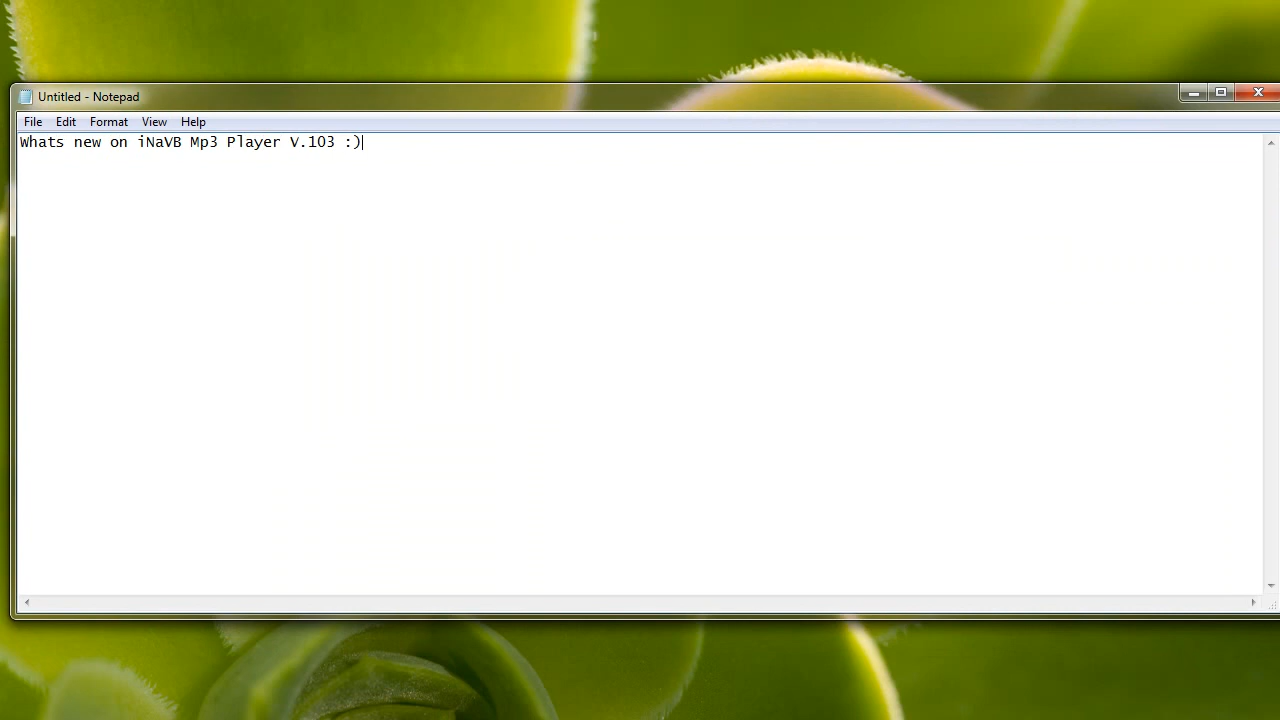 Untitled - Notepad
File Edit Format View Help
Whats new on iNaVB Mp3 Player V.103 :)